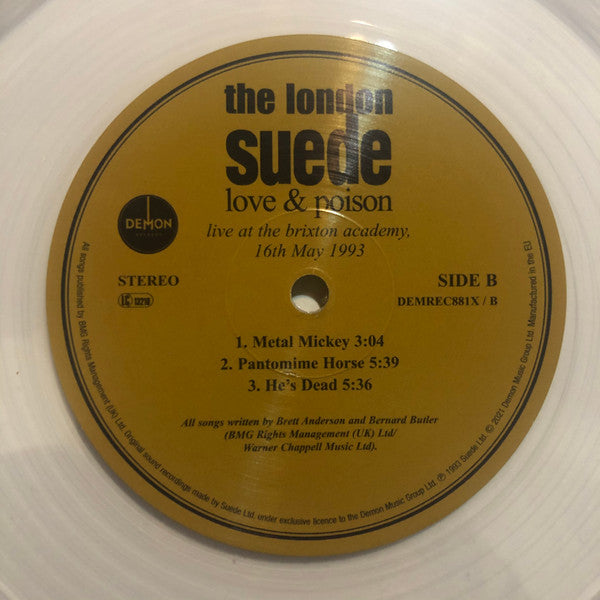 the london
suede
love & poison
live at the brixton academy,
16th May 1993
DEMON
RECORDS
STEREO
LC 13216
SIDE B
DEMREC881X / B
1. Metal Mickey 3:04
2. Pantomime Horse 5:39
3. He's Dead 5:36
All songs written by Brett Anderson and Bernard Butler
(BMG Rights Management (UK) Ltd/
Warner Chappell Music Ltd).
All songs published by BMG Rights Management (UK) Ltd. Original sound recordings made by Suede Ltd. under exclusive licence to the Demon Music Group Ltd. ℗ 1993 Suede Ltd. © 2021 Demon Music Group Ltd. Manufactured in the EU